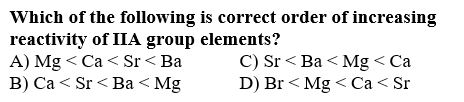 Which of the following is correct order of increasing
reactivity of IIA group elements?
A) Mg < Ca < Sr < Ba C) Sr < Ba < Mg < Ca
B) Ca < Sr < Ba < Mg D) Br < Mg < Ca < Sr